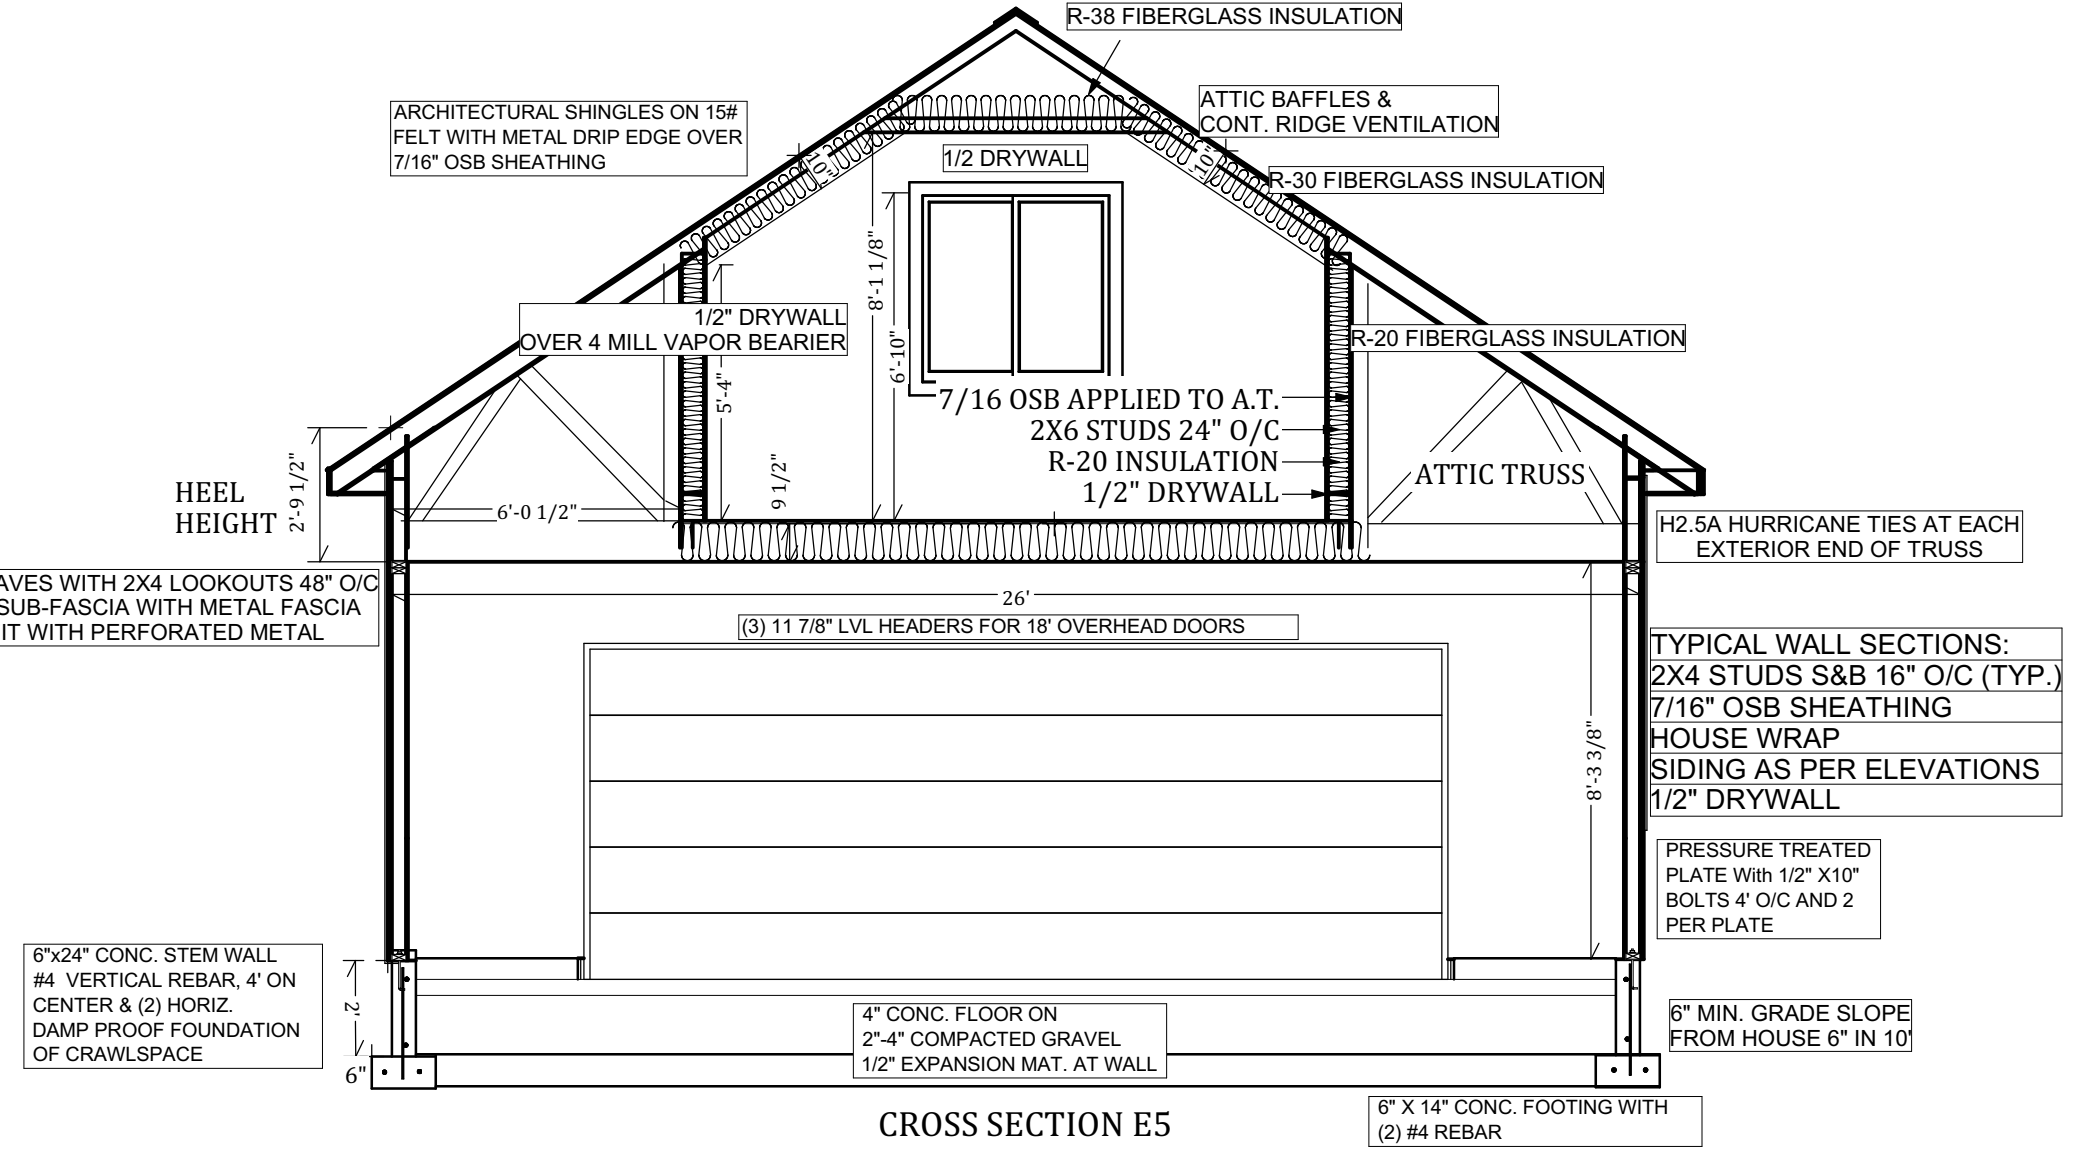 R-38 FIBERGLASS INSULATION
ARCHITECTURAL SHINGLES ON 15#
FELT WITH METAL DRIP EDGE OVER
7/16" OSB SHEATHING
ATTIC BAFFLES &
CONT. RIDGE VENTILATION
1/2 DRYWALL
10"
10"
R-30 FIBERGLASS INSULATION
8'-1 1/8"
1/2" DRYWALL
OVER 4 MILL VAPOR BEARIER
R-20 FIBERGLASS INSULATION
5'-4"
6'-10"
7/16 OSB APPLIED TO A.T.
2X6 STUDS 24" O/C
R-20 INSULATION
1/2" DRYWALL
ATTIC TRUSS
HEEL
HEIGHT
2'-9 1/2"
6'-0 1/2"
9 1/2"
H2.5A HURRICANE TIES AT EACH
EXTERIOR END OF TRUSS
AVES WITH 2X4 LOOKOUTS 48" O/C
SUB-FASCIA WITH METAL FASCIA
IT WITH PERFORATED METAL
26'
(3) 11 7/8" LVL HEADERS FOR 18' OVERHEAD DOORS
8'-3 3/8"
TYPICAL WALL SECTIONS:
2X4 STUDS S&B 16" O/C (TYP.)
7/16" OSB SHEATHING
HOUSE WRAP
SIDING AS PER ELEVATIONS
1/2" DRYWALL
PRESSURE TREATED
PLATE With 1/2" X10"
BOLTS 4' O/C AND 2
PER PLATE
6"x24" CONC. STEM WALL
#4 VERTICAL REBAR, 4' ON
CENTER & (2) HORIZ.
DAMP PROOF FOUNDATION
OF CRAWLSPACE
2'
6"
4" CONC. FLOOR ON
2"-4" COMPACTED GRAVEL
1/2" EXPANSION MAT. AT WALL
6" MIN. GRADE SLOPE
FROM HOUSE 6" IN 10'
6" X 14" CONC. FOOTING WITH
(2) #4 REBAR
CROSS SECTION E5